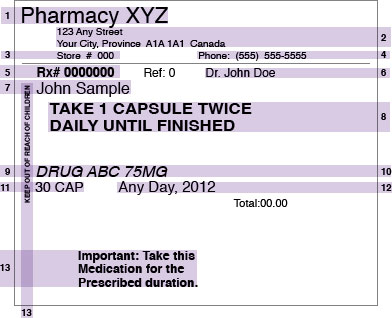 1 Pharmacy XYZ
123 Any Street 2
Your City, Province A1A 1A1 Canada
3 Store # 000 Phone: (555) 555-5555 4
5 Rx# 0000000 Ref: 0 Dr. John Doe 6
7 John Sample
TAKE 1 CAPSULE TWICE
DAILY UNTIL FINISHED 8
KEEP OUT OF REACH OF CHILDREN
9 DRUG ABC 75MG 10
11 30 CAP Any Day, 2012 12
Total:00.00
Important: Take this
13 Medication for the
Prescribed duration.
13